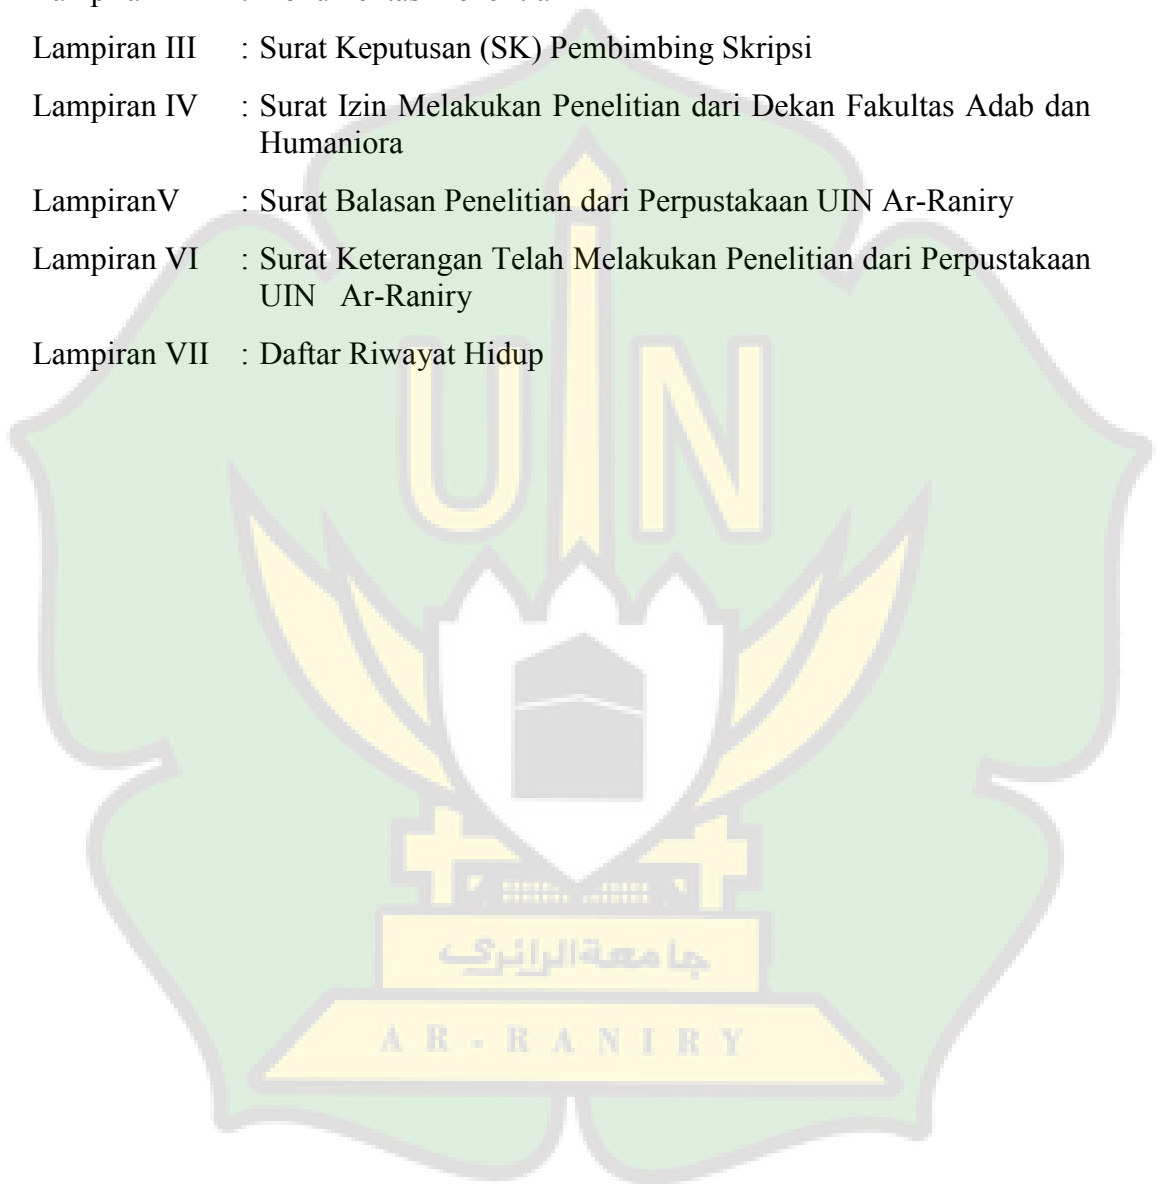 Lampiran III : Surat Keputusan (SK) Pembimbing Skripsi
Lampiran IV : Surat Izin Melakukan Penelitian dari Dekan Fakultas Adab dan
Humaniora
LampiranV : Surat Balasan Penelitian dari Perpustakaan UIN Ar-Raniry
Lampiran VI : Surat Keterangan Telah Melakukan Penelitian dari Perpustakaan
UIN Ar-Raniry
Lampiran VII : Daftar Riwayat Hidup
UIN
جامعةالرانري
AR-RANIRY